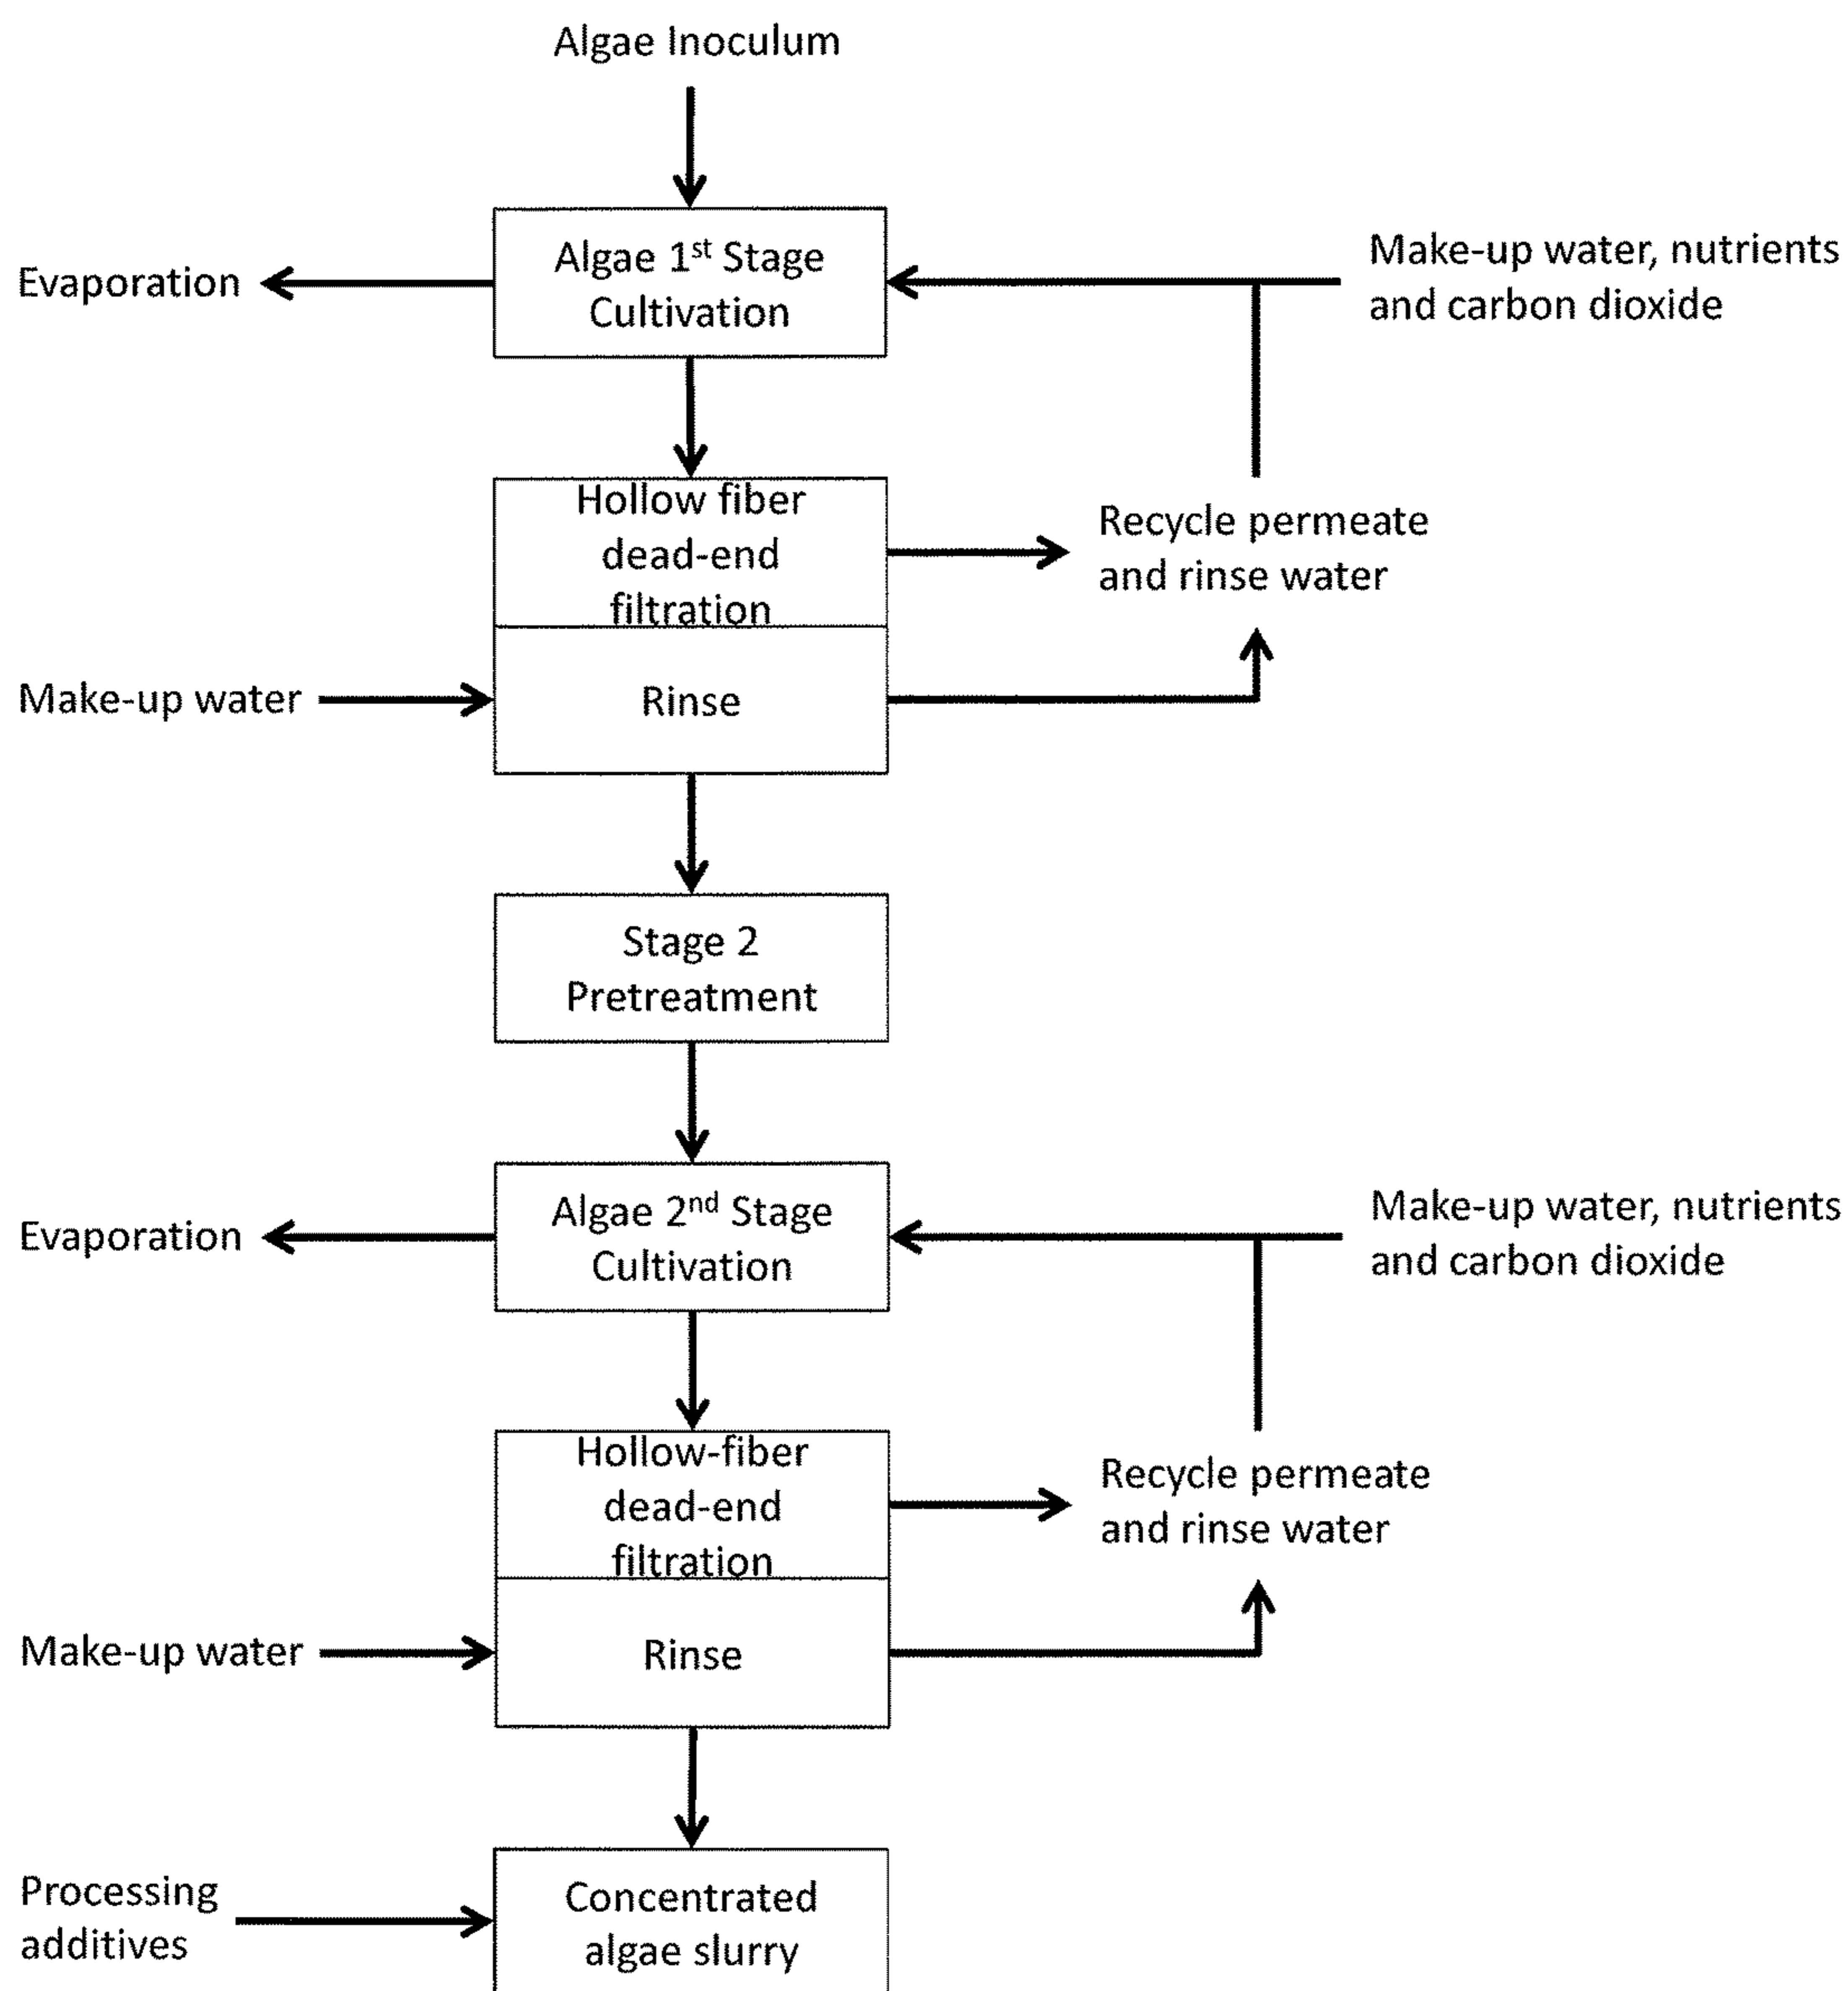 Algae Inoculum
Evaporation
Algae 1st Stage
Cultivation
Make-up water, nutrients
and carbon dioxide
Hollow fiber
dead-end
filtration
Recycle permeate
and rinse water
Make-up water
Rinse
Stage 2
Pretreatment
Evaporation
Algae 2nd Stage
Cultivation
Make-up water, nutrients
and carbon dioxide
Hollow-fiber
dead-end
filtration
Recycle permeate
and rinse water
Make-up water
Rinse
Processing
additives
Concentrated
algae slurry